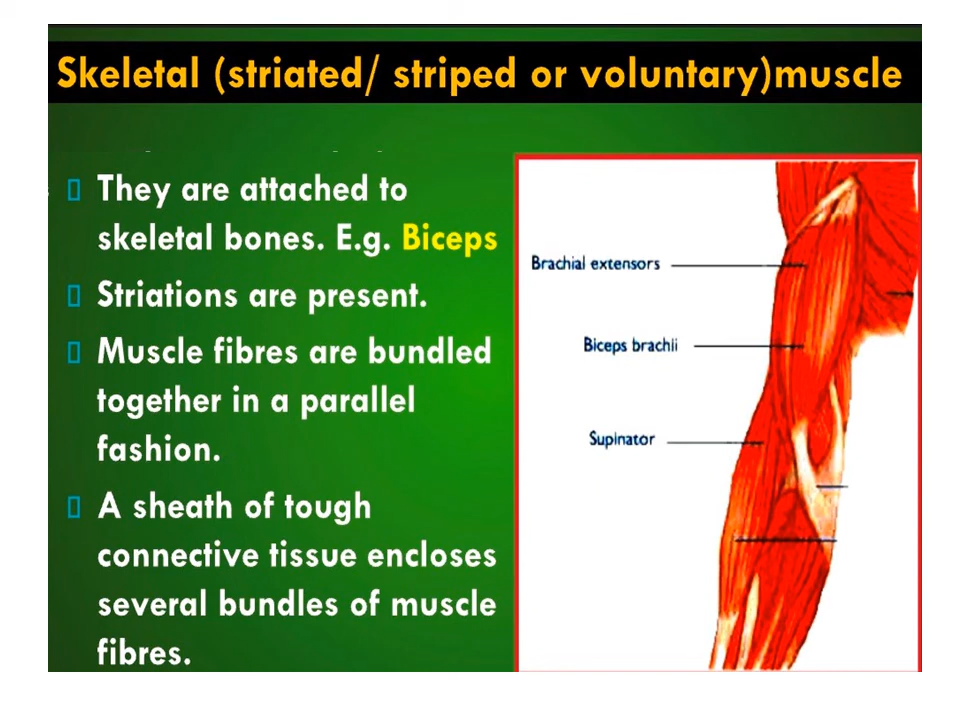 Skeletal (striated/ striped or voluntary)muscle
They are attached to
skeletal bones. E.g. Biceps
Striations are present.
Muscle fibres are bundled
together in a parallel
fashion.
A sheath of tough
connective tissue encloses
several bundles of muscle
fibres.
Brachial extensors
Biceps brachii
Supinator